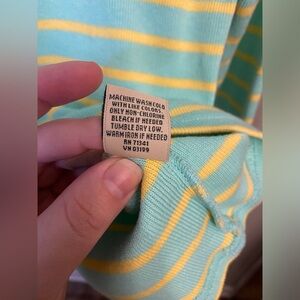 MACHINE WASH COLD
WITH LIKE COLORS
ONLY NON-CHLORINE
BLEACH IF NEEDED
TUMBLE DRY LOW.
WARM IRON IF NEEDED
RN 71341
VN 03199